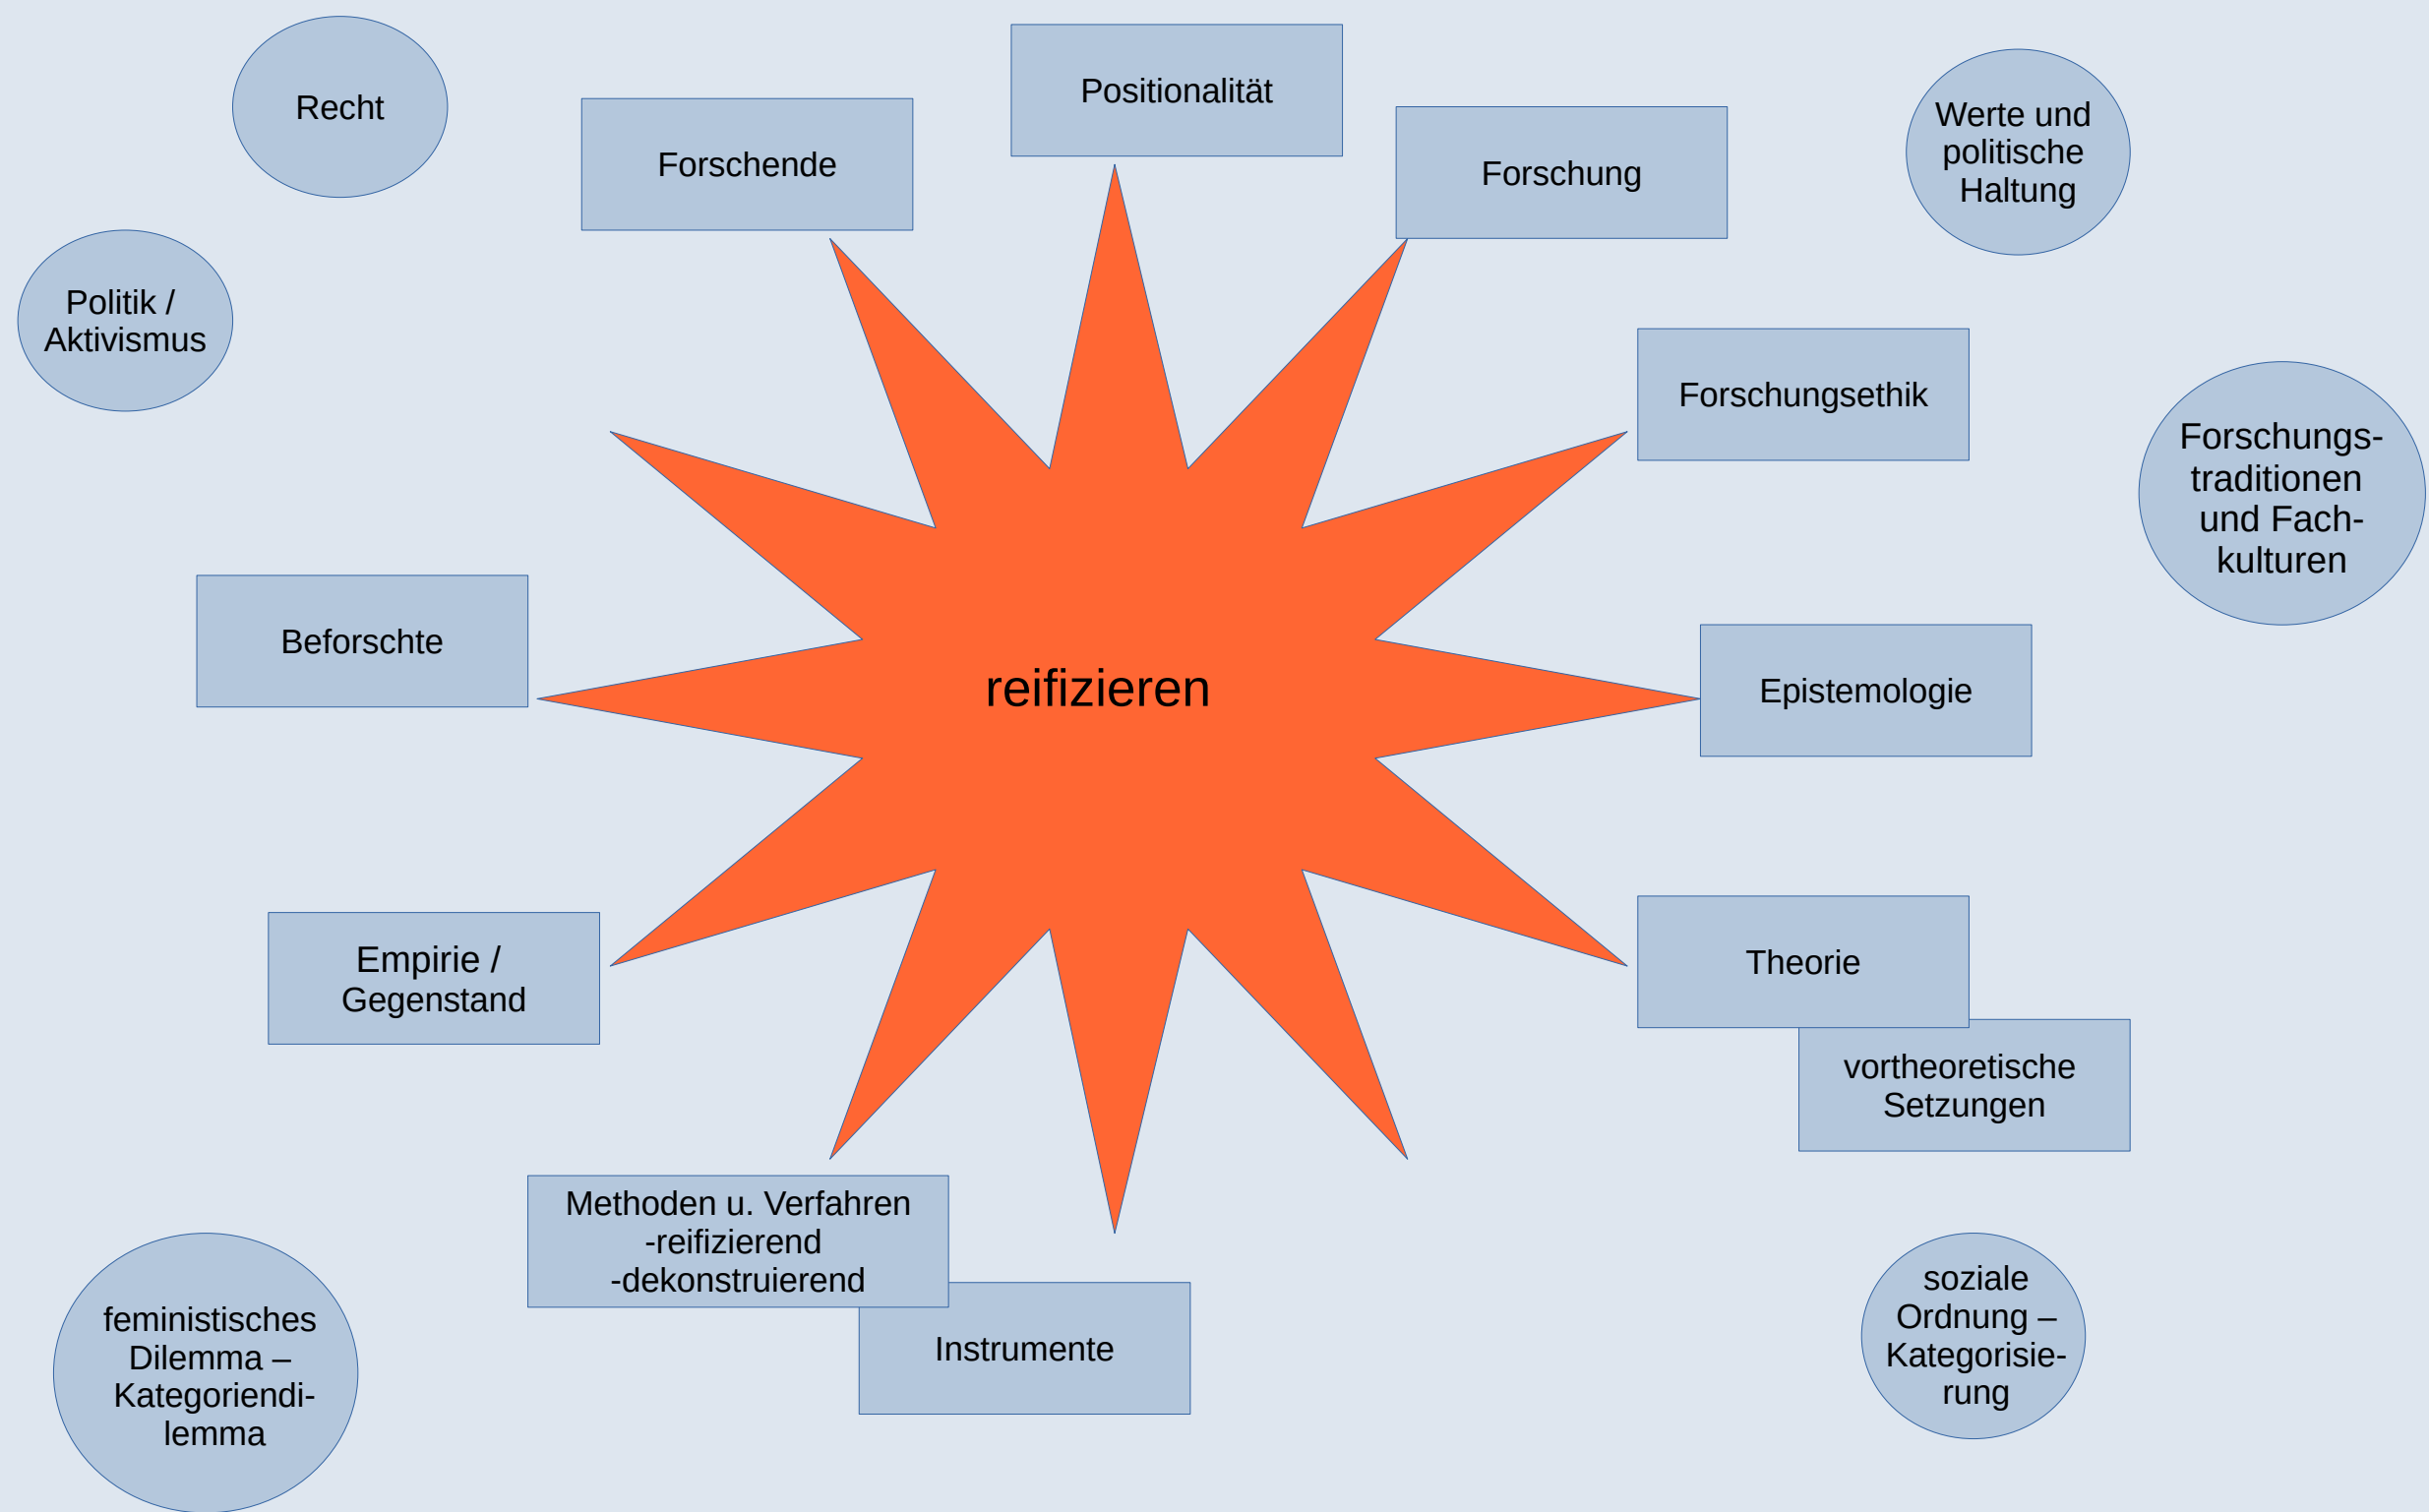 Recht
Forschende
Positionalität
Forschung
Werte und
politische
Haltung
Politik /
Aktivismus
Forschungsethik
Forschungs-
traditionen
und Fach-
kulturen
Beforschte
reifizieren
Epistemologie
Empirie /
Gegenstand
Theorie
vortheoretische
Setzungen
Methoden u. Verfahren
-reifizierend
-dekonstruierend
Instrumente
feministisches
Dilemma –
Kategoriendi-
lemma
soziale
Ordnung –
Kategorisie-
rung